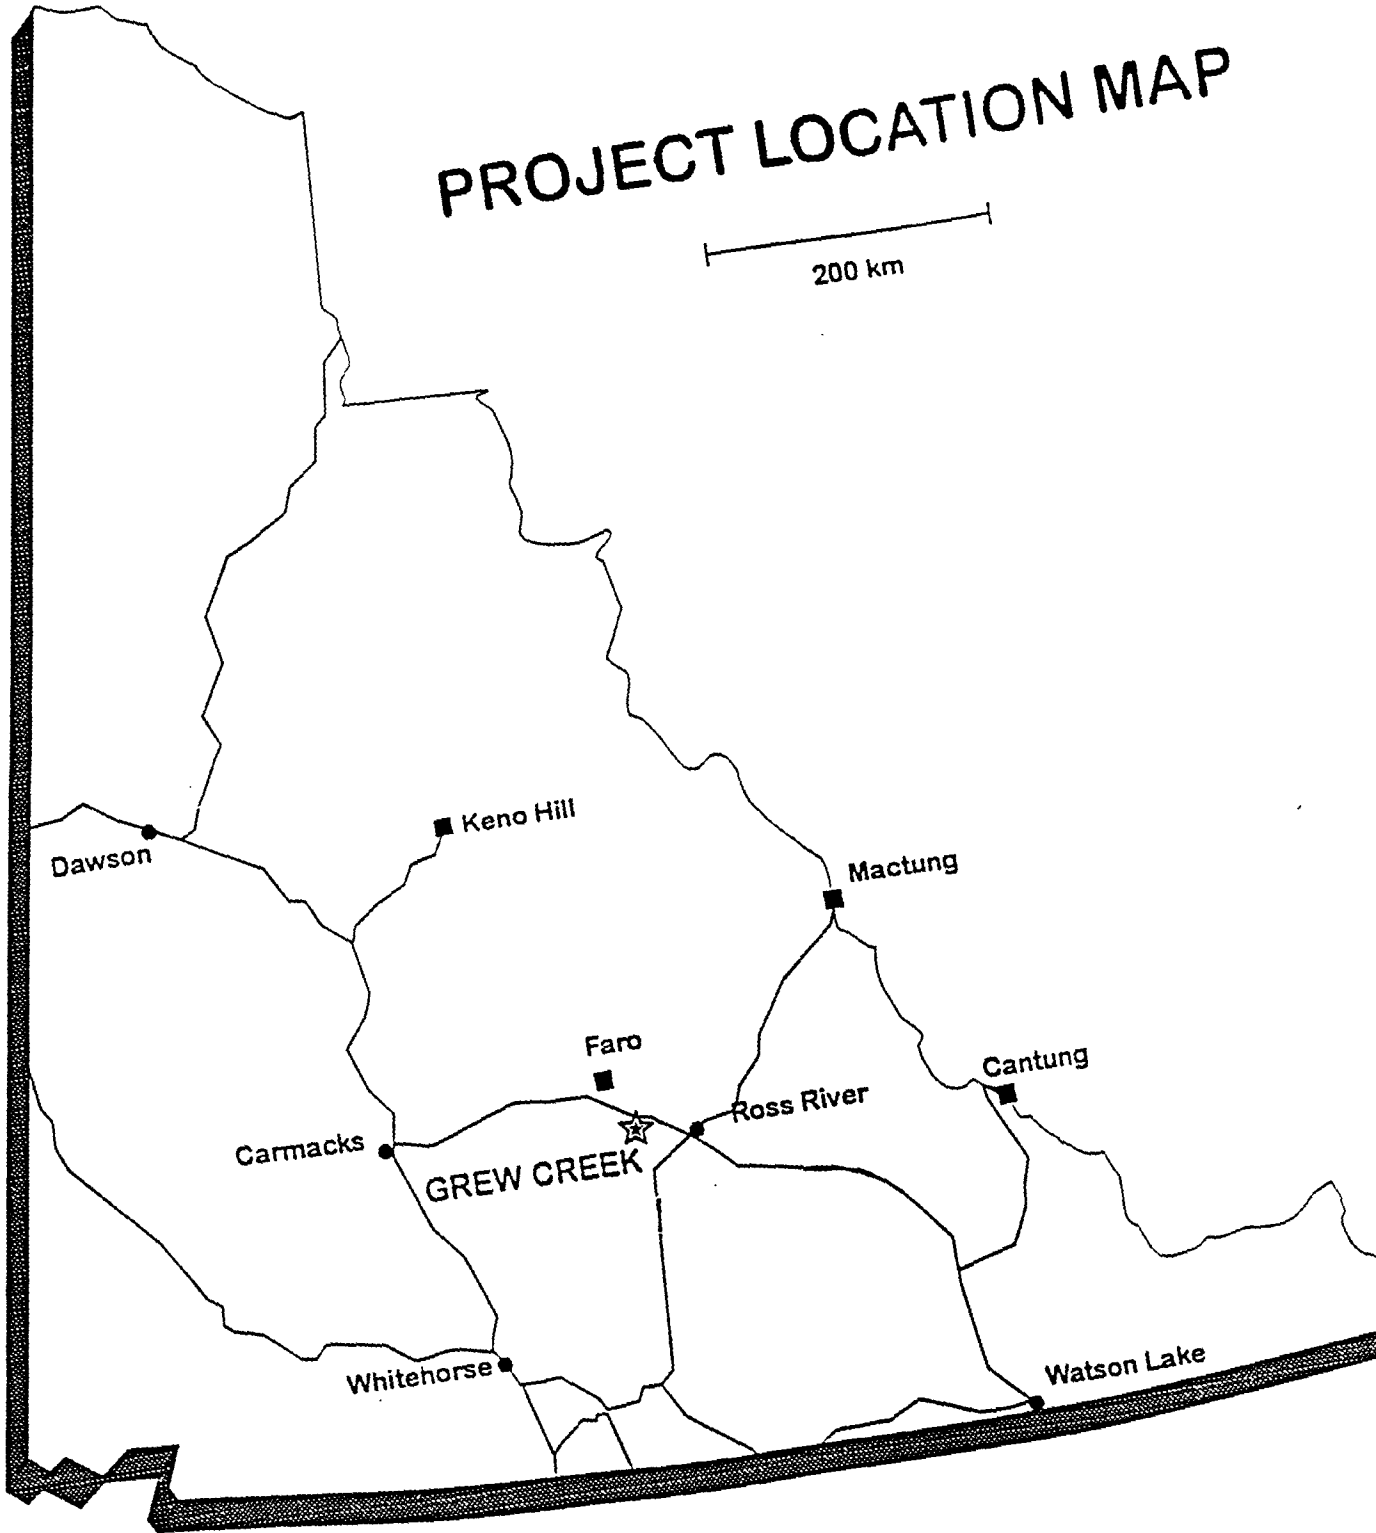 PROJECT LOCATION MAP
200 km
Keno Hill
Dawson
Mactung
Faro
Cantung
Ross River
Carmacks
GREW CREEK
Whitehorse
Watson Lake